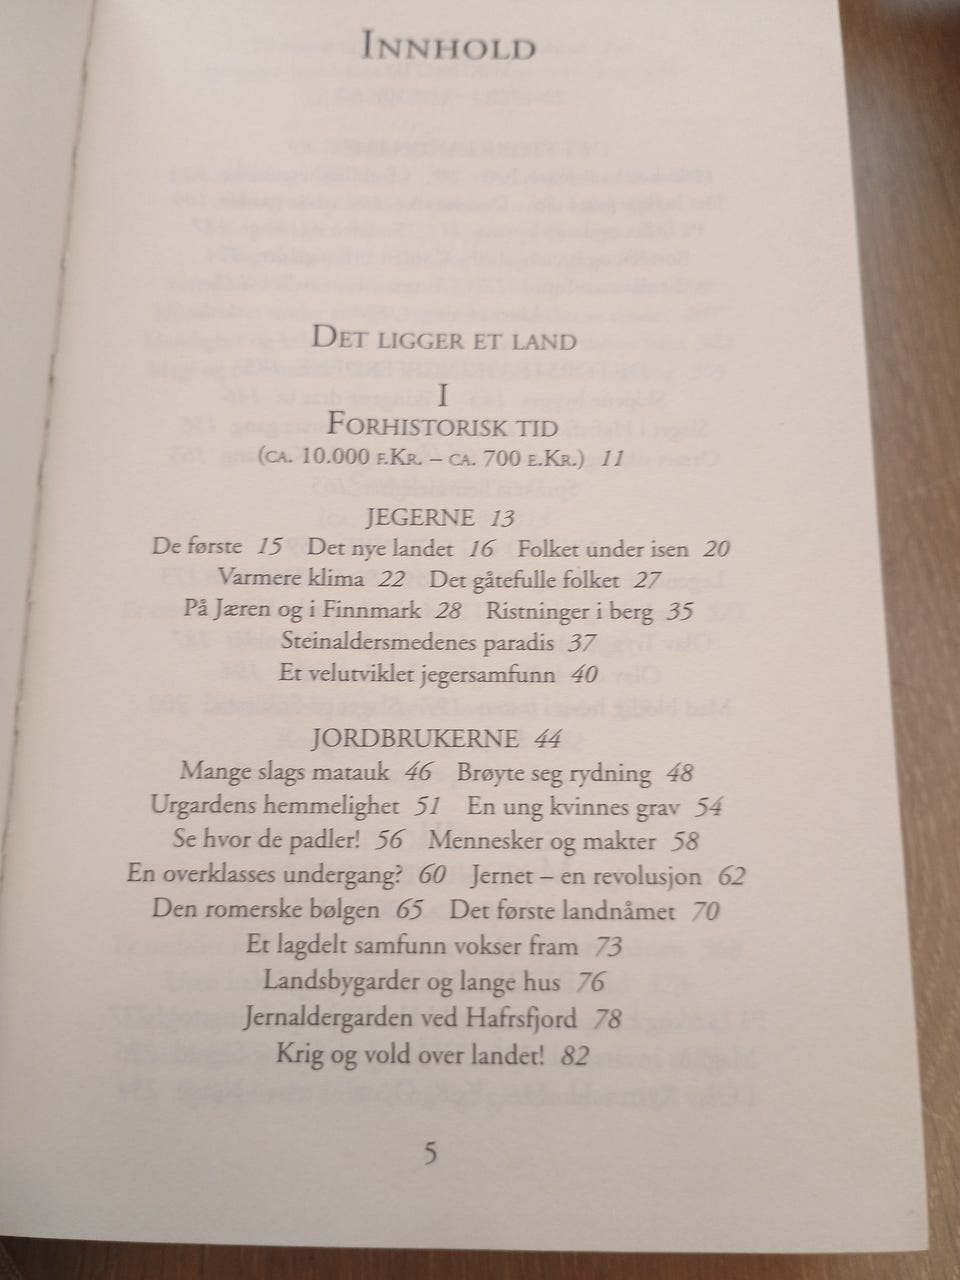 INNHOLD
DET LIGGER ET LAND
I
FORHISTORISK TID
(CA. 10.000 F.KR. – CA. 700 E.KR.) 11
JEGERNE 13
De første 15 Det nye landet 16 Folket under isen 20
Varmere klima 22 Det gåtefulle folket 27
På Jæren og i Finnmark 28 Ristninger i berg 35
Steinaldersmedenes paradis 37
Et velutviklet jegersamfunn 40
JORDBRUKERNE 44
Mange slags matauk 46 Brøyte seg rydning 48
Urgardens hemmelighet 51 En ung kvinnes grav 54
Se hvor de padler! 56 Mennesker og makter 58
En overklasses undergang? 60 Jernet – en revolusjon 62
Den romerske bølgen 65 Det første landnåmet 70
Et lagdelt samfunn vokser fram 73
Landsbygarder og lange hus 76
Jernaldergarden ved Hafrsfjord 78
Krig og vold over landet! 82
5